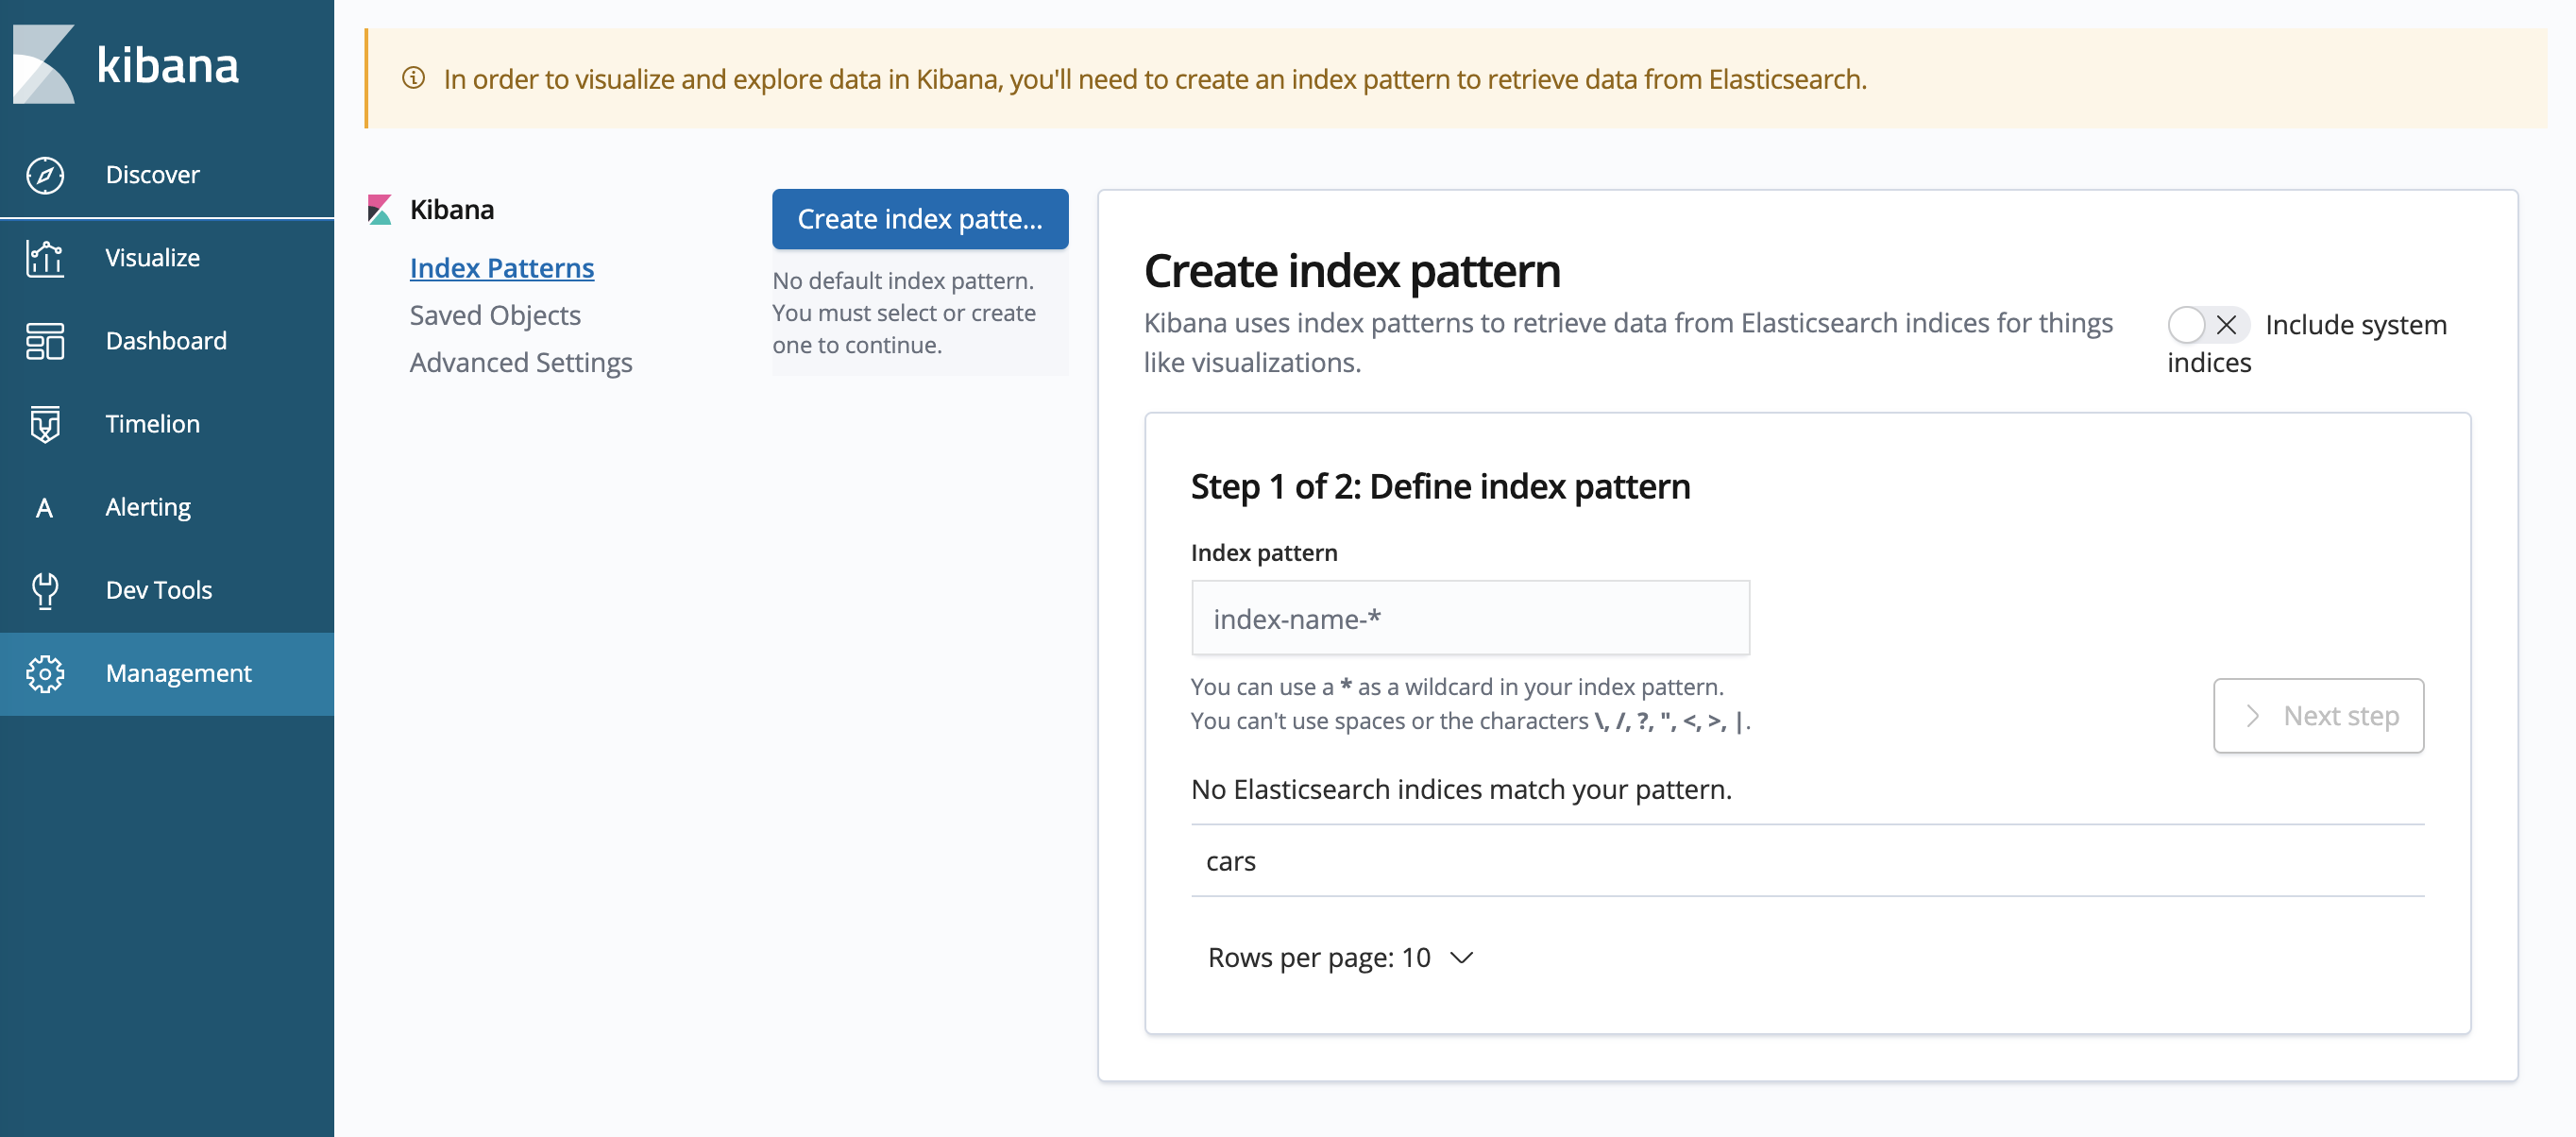 kibana
Discover
Visualize
Dashboard
Timelion
A Alerting
Dev Tools
Management
In order to visualize and explore data in Kibana, you'll need to create an index pattern to retrieve data from Elasticsearch.
Kibana
Index Patterns
Saved Objects
Advanced Settings
Create index patte...
No default index pattern.
You must select or create
one to continue.
Create index pattern
Kibana uses index patterns to retrieve data from Elasticsearch indices for things
like visualizations.
Include system
indices
Step 1 of 2: Define index pattern
Index pattern
index-name-*
You can use a * as a wildcard in your index pattern.
You can't use spaces or the characters \, /, ?, ", <, >, |.
Next step
No Elasticsearch indices match your pattern.
cars
Rows per page: 10